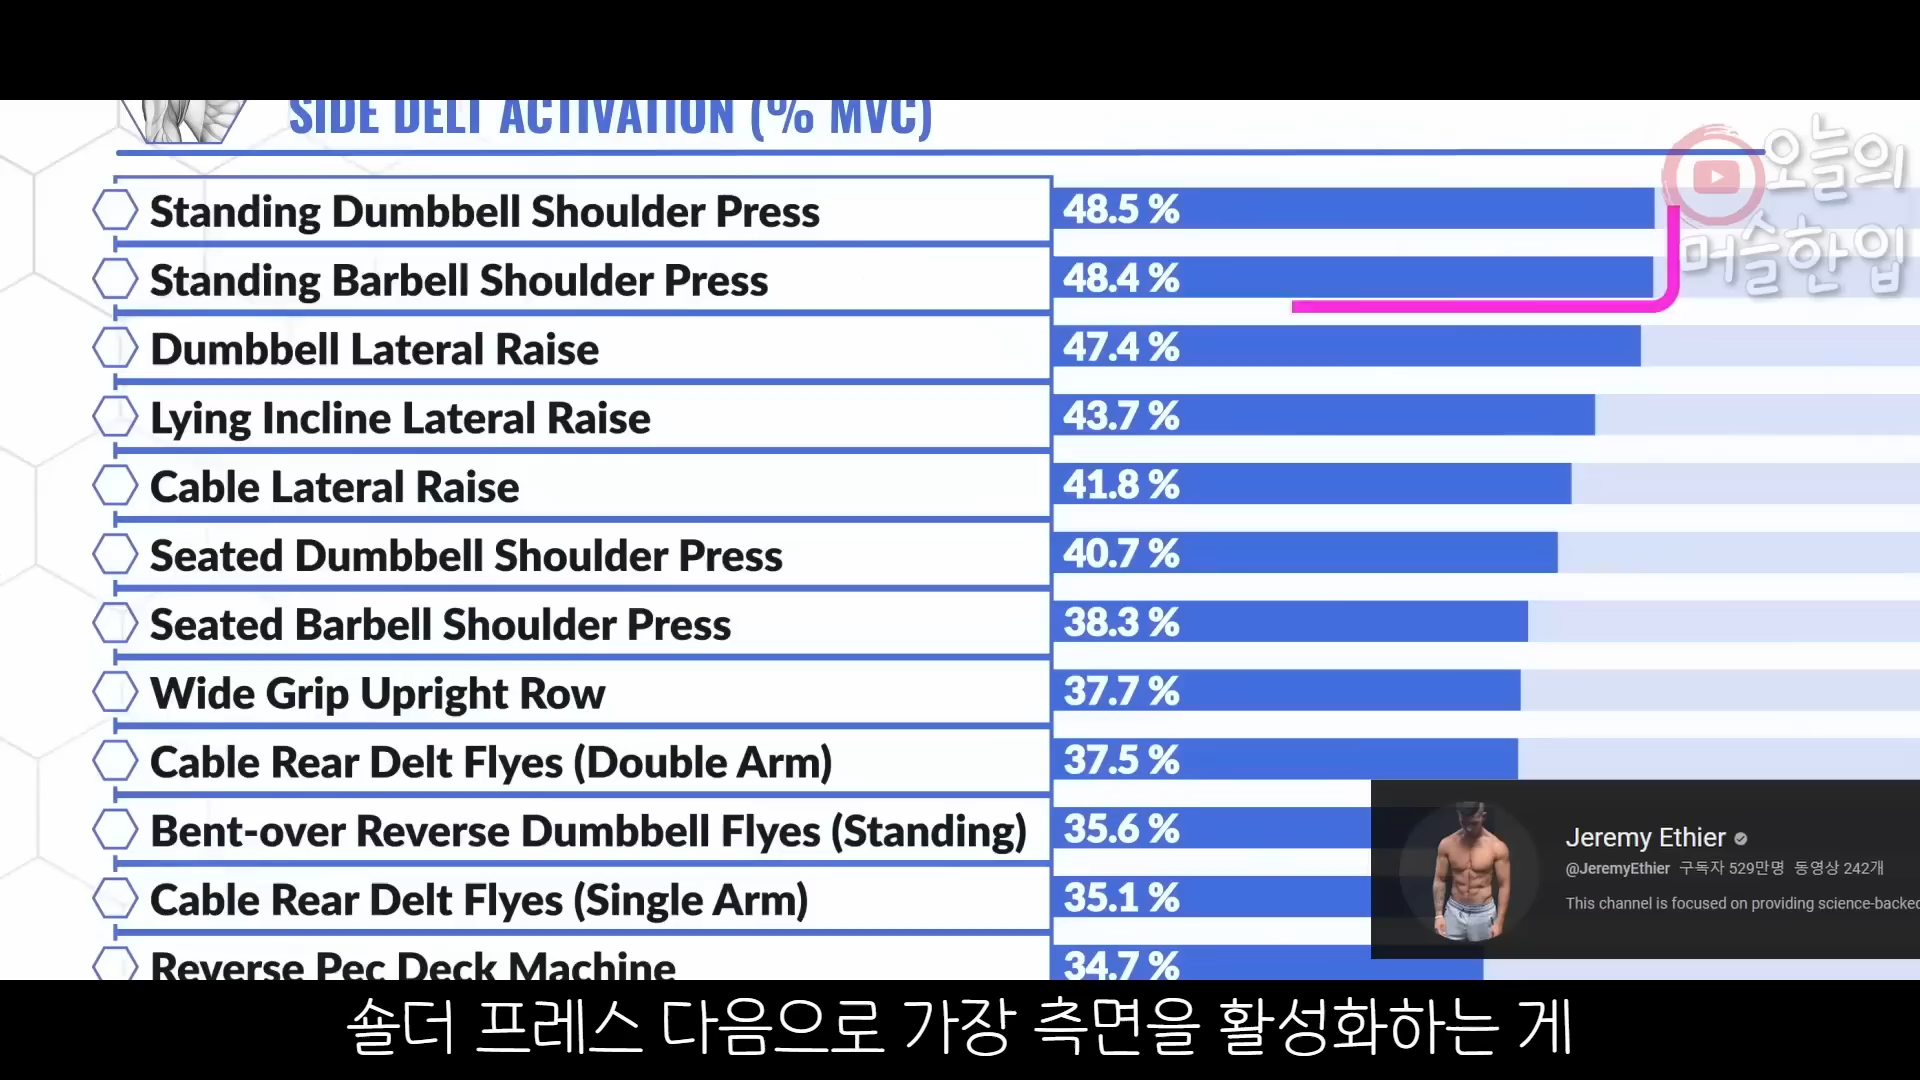 SIDE DELT ACTIVATION (% MVC)
오늘의
머슬한입
Standing Dumbbell Shoulder Press 48.5 %
Standing Barbell Shoulder Press 48.4 %
Dumbbell Lateral Raise 47.4 %
Lying Incline Lateral Raise 43.7 %
Cable Lateral Raise 41.8 %
Seated Dumbbell Shoulder Press 40.7 %
Seated Barbell Shoulder Press 38.3 %
Wide Grip Upright Row 37.7 %
Cable Rear Delt Flyes (Double Arm) 37.5 %
Bent-over Reverse Dumbbell Flyes (Standing) 35.6 %
Cable Rear Delt Flyes (Single Arm) 35.1 %
Reverse Pec Deck Machine 34.7 %
Jeremy Ethier
@JeremyEthier 구독자 529만명 동영상 242개
This channel is focused on providing science-backed
숄더 프레스 다음으로 가장 측면을 활성화하는 게